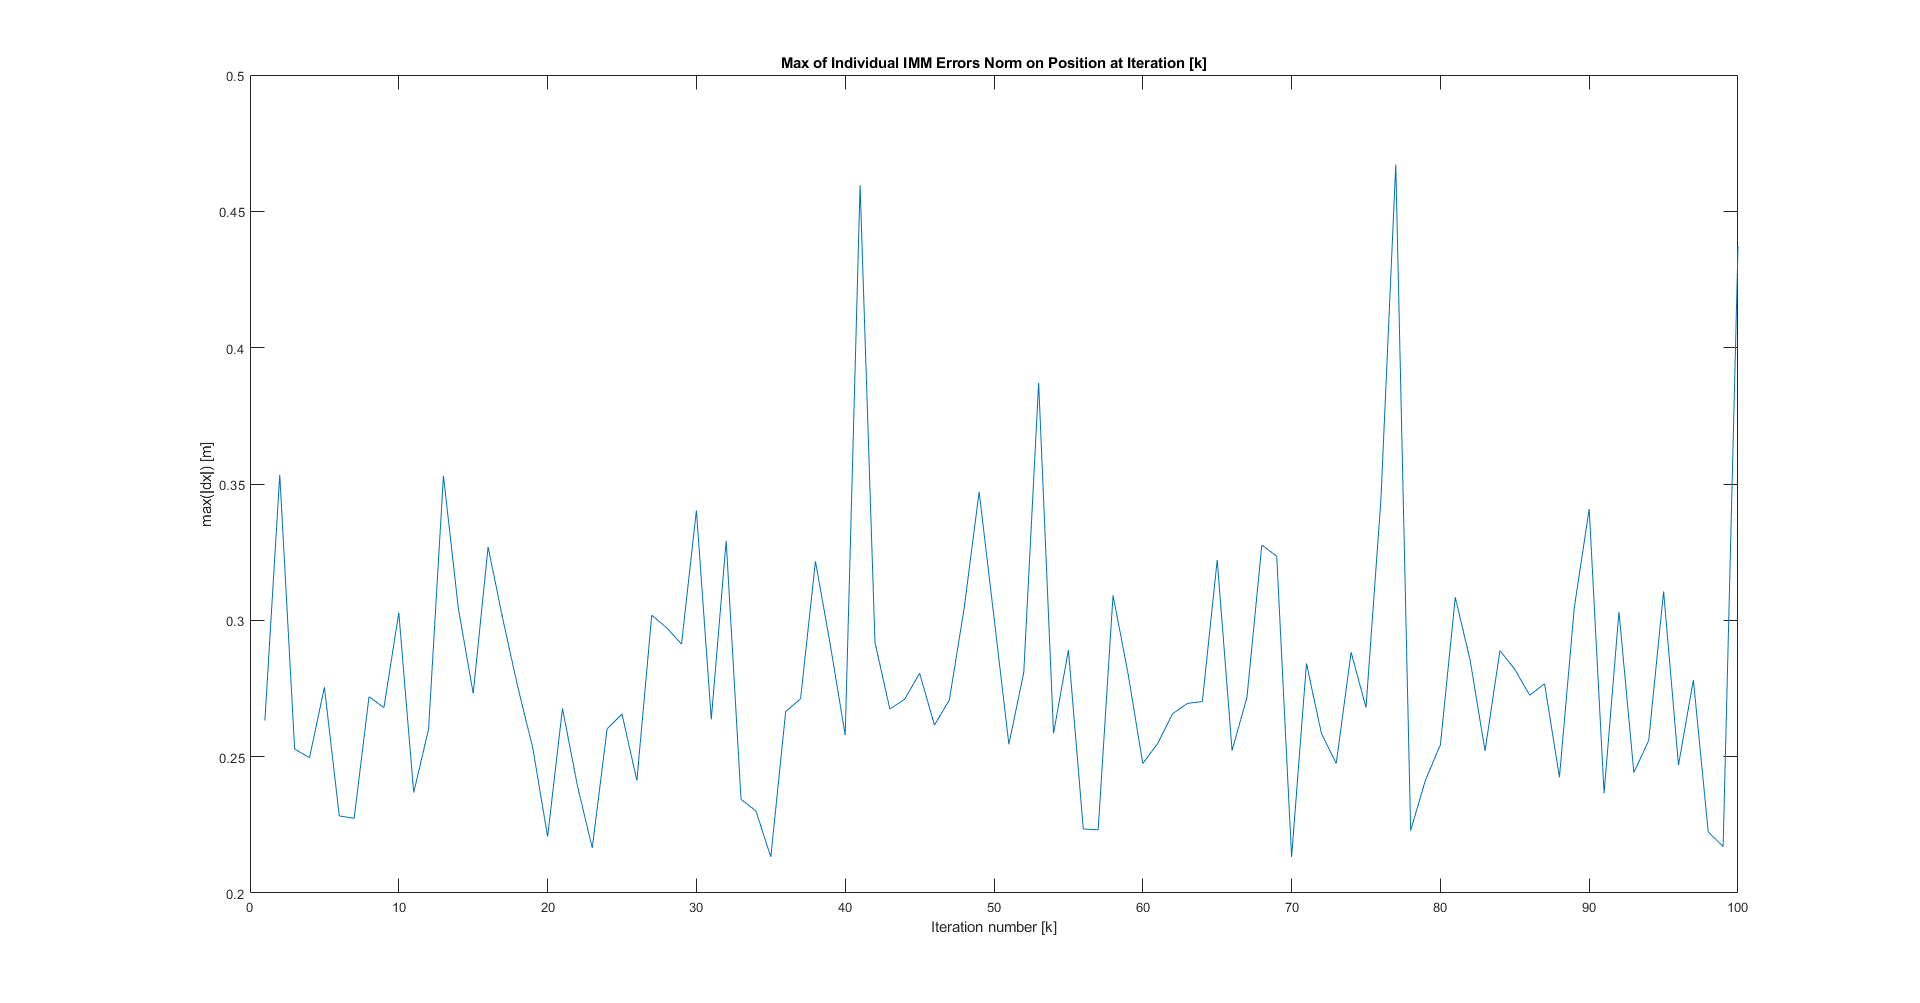 Max of Individual IMM Errors Norm on Position at Iteration [k]
0.5
0.45
0.4
0.35
0.3
0.25
0.2
max(|dx|) [m]
0 10 20 30 40 50 60 70 80 90 100
Iteration number [k]